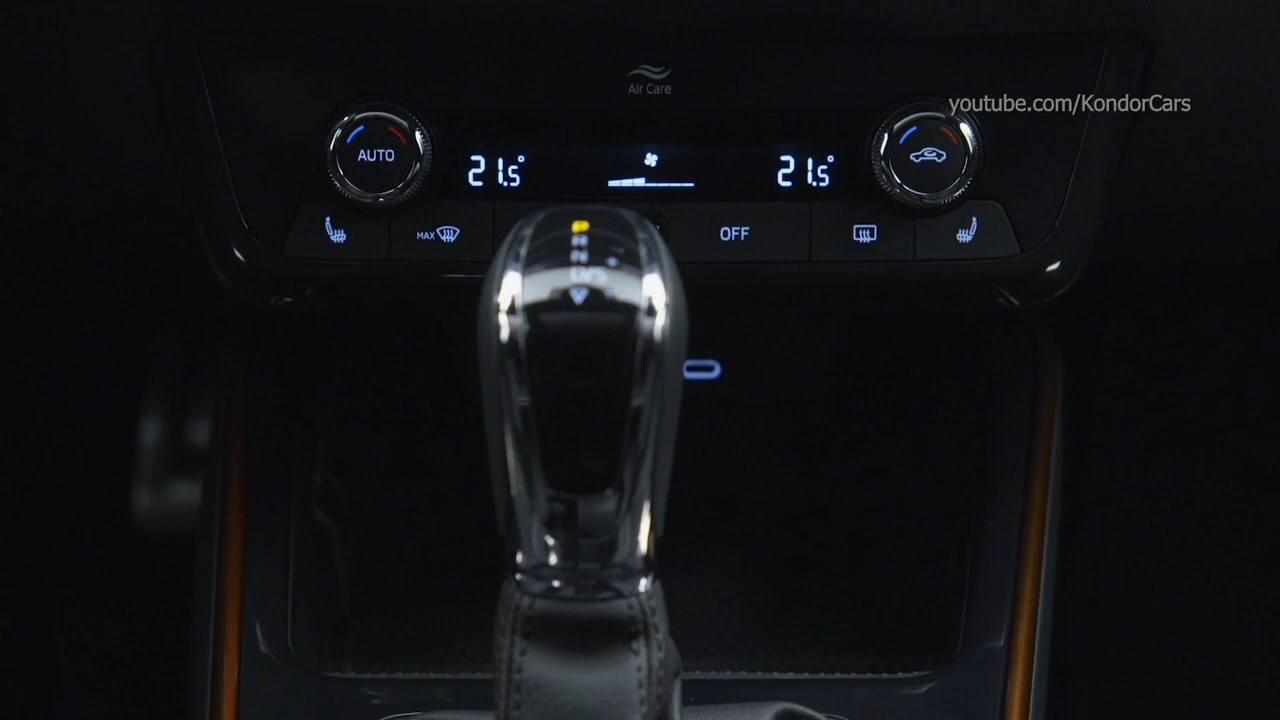 Air Care
youtube.com/KondorCars
AUTO
21.5°
21.5°
MAX
OFF
P
R
N
D/S